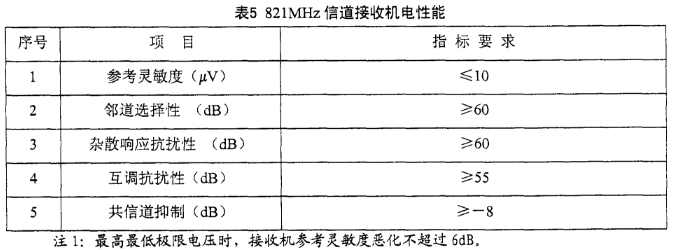 表5 821MHz 信道接收机电性能
序号 项 目 指 标 要 求
1 参考灵敏度（μV） ≤10
2 邻道选择性 （dB） ≥60
3 杂散响应抗扰性 （dB） ≥60
4 互调抗扰性（dB） ≥55
5 共信道抑制（dB） ≥－8
注 1：最高最低极限电压时，接收机参考灵敏度恶化不超过 6dB。